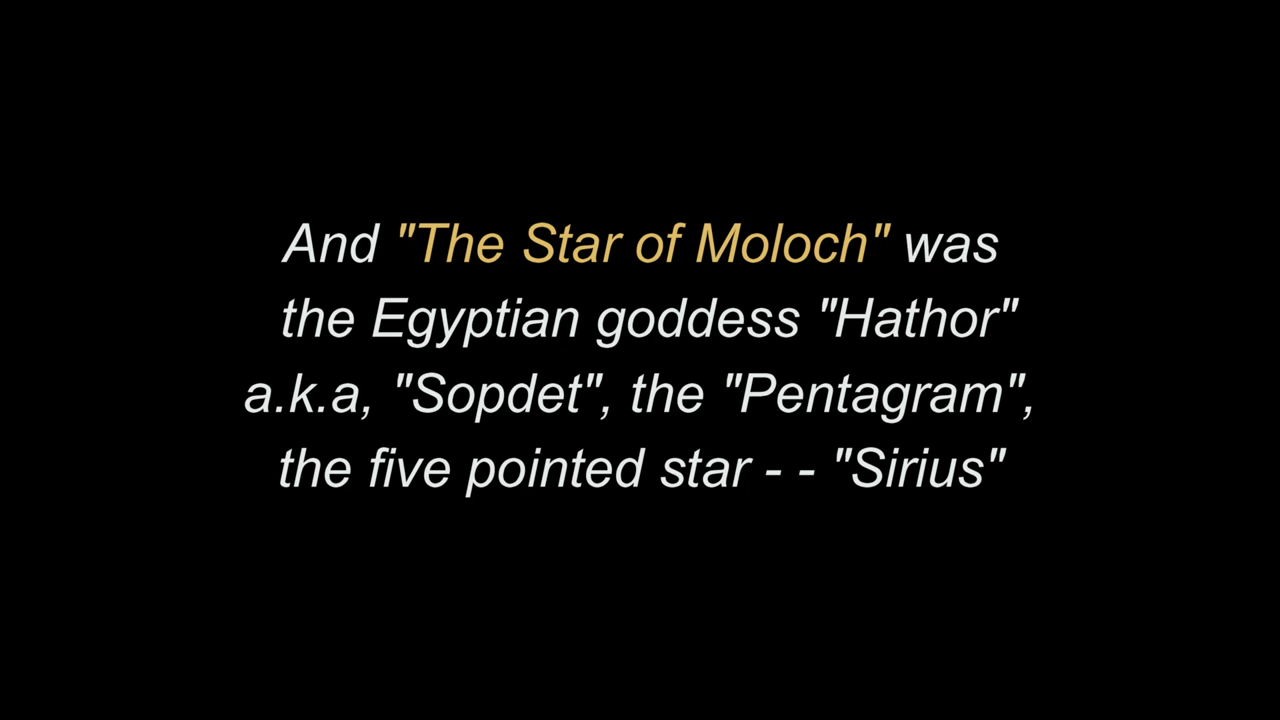 And "The Star of Moloch" was
the Egyptian goddess "Hathor"
a.k.a, "Sopdet", the "Pentagram",
the five pointed star - - "Sirius"